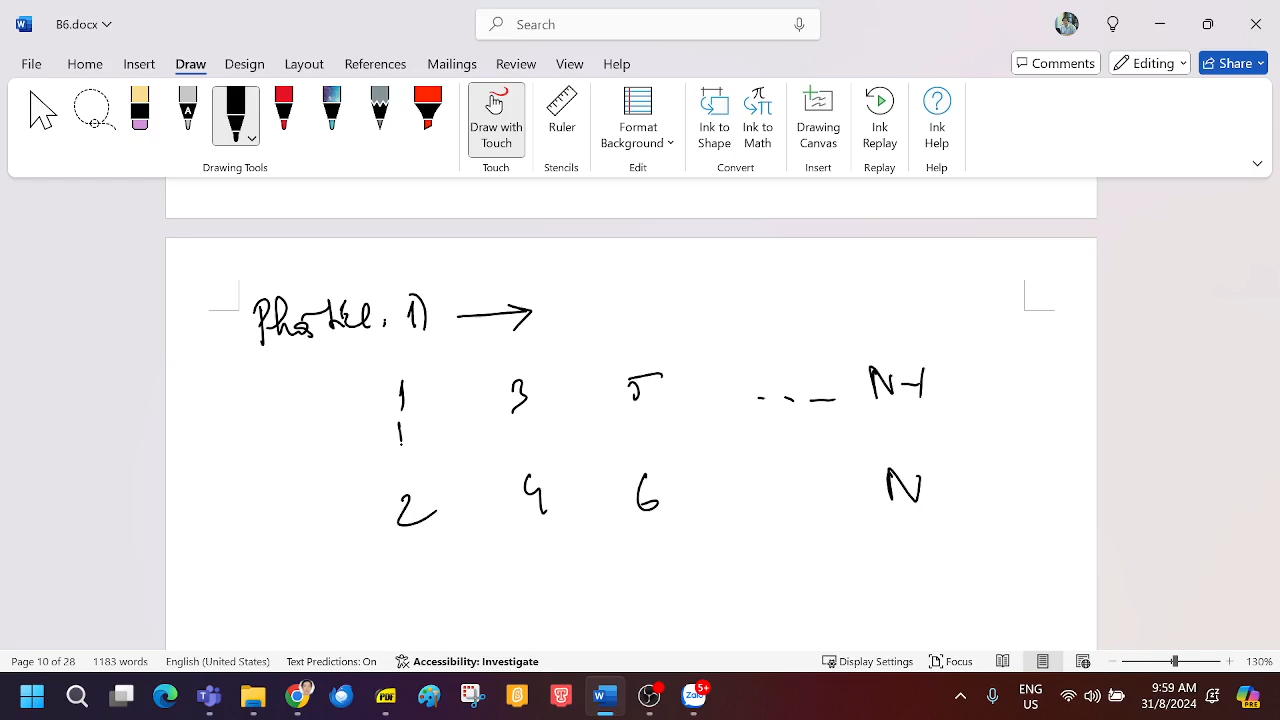 B6.docx
Search
File Home Insert Draw Design Layout References Mailings Review View Help
Comments Editing Share
A
Draw with Touch
Ruler
Format Background
Ink to Shape
Ink to Math
Drawing Canvas
Ink Replay
Ink Help
Drawing Tools Touch Stencils Edit Convert Insert Replay Help
1) →
1 3 5 ... N-1
2 4 6 N
Page 10 of 28 1183 words English (United States) Text Predictions: On Accessibility: Investigate Display Settings Focus 130%
PDF 5+ Zalo ENG US 9:59 AM 31/8/2024 PRE